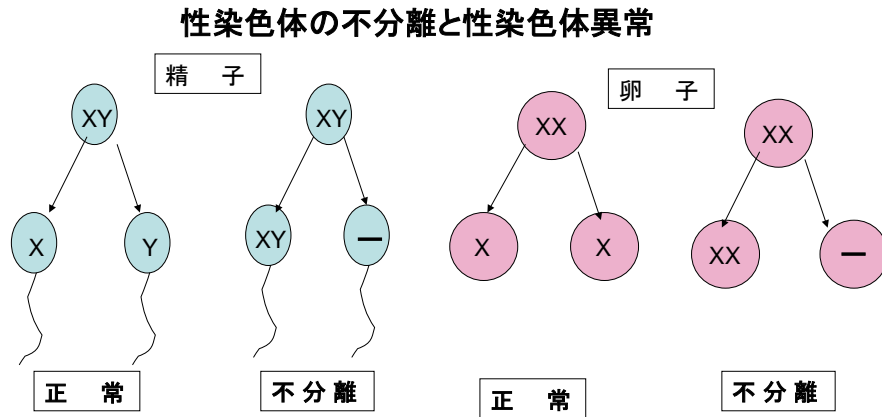 性染色体の不分離と性染色体異常
精 子
卵 子
XY
XY
XX
XX
X
Y
XY
ー
X
X
XX
ー
正 常
不分離
正 常
不分離